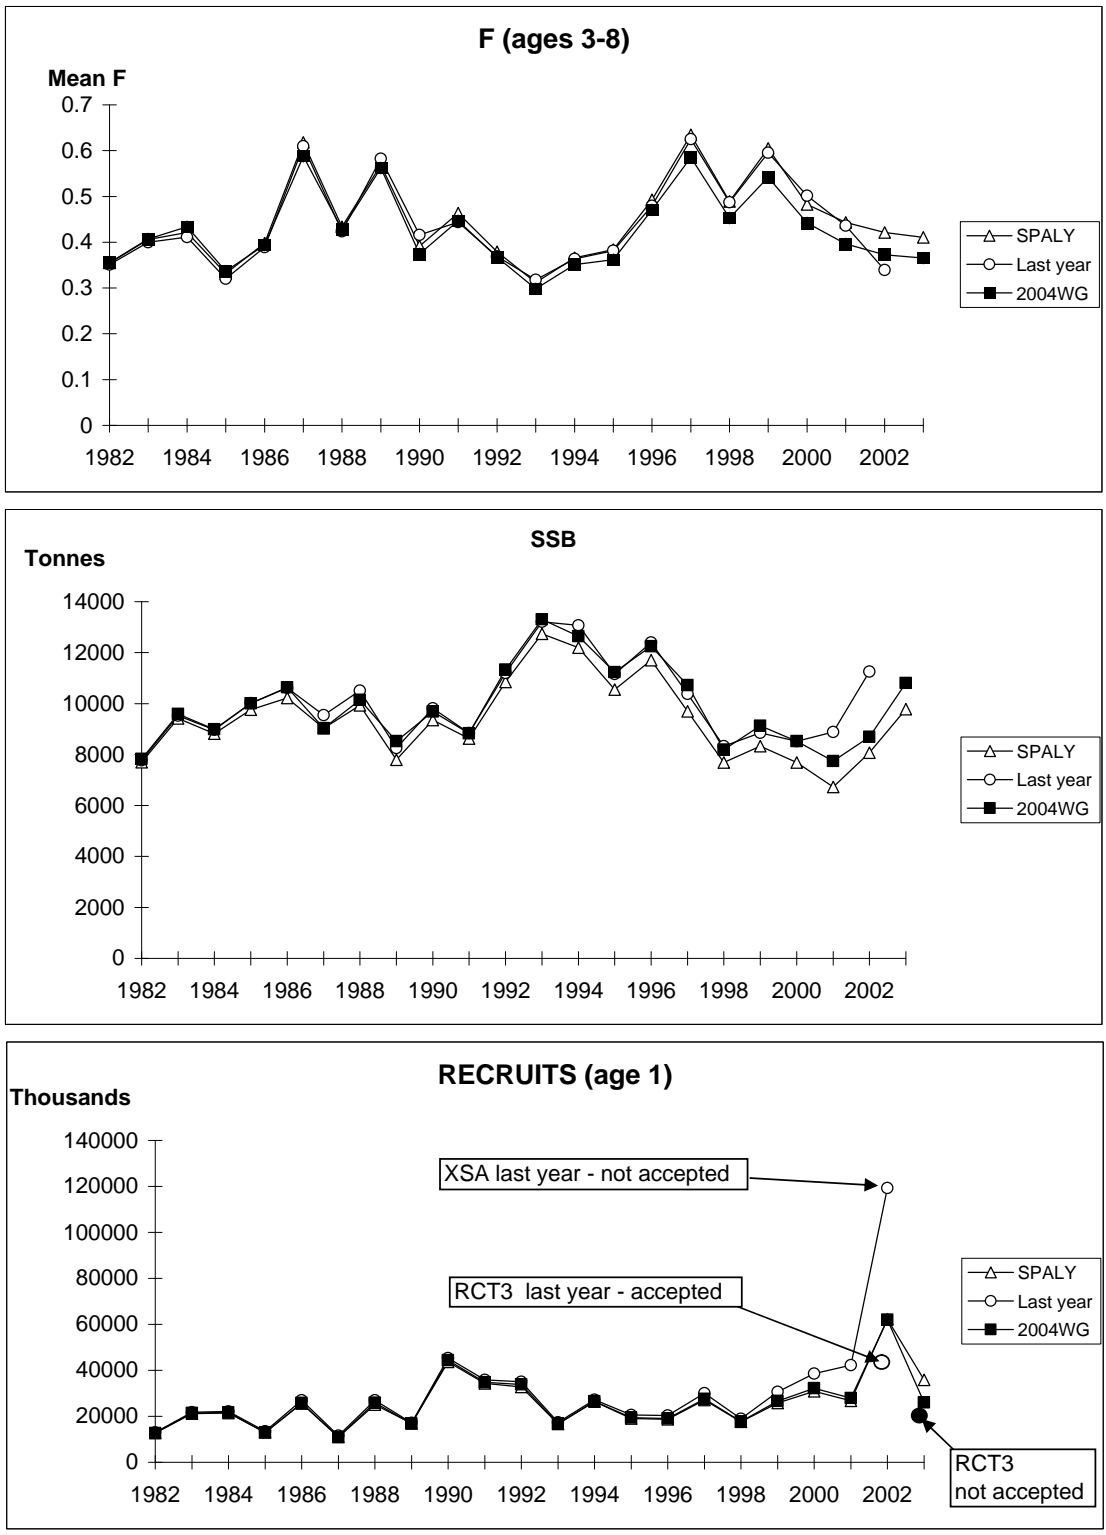 F (ages 3-8)
Mean F
0.7
0.6
0.5
0.4
0.3
0.2
0.1
0
1982 1984 1986 1988 1990 1992 1994 1996 1998 2000 2002
SPALY
Last year
2004WG
SSB
Tonnes
14000
12000
10000
8000
6000
4000
2000
0
1982 1984 1986 1988 1990 1992 1994 1996 1998 2000 2002
SPALY
Last year
2004WG
RECRUITS (age 1)
Thousands
140000
120000
100000
80000
60000
40000
20000
0
1982 1984 1986 1988 1990 1992 1994 1996 1998 2000 2002
XSA last year - not accepted
RCT3 last year - accepted
SPALY
Last year
2004WG
RCT3
not accepted